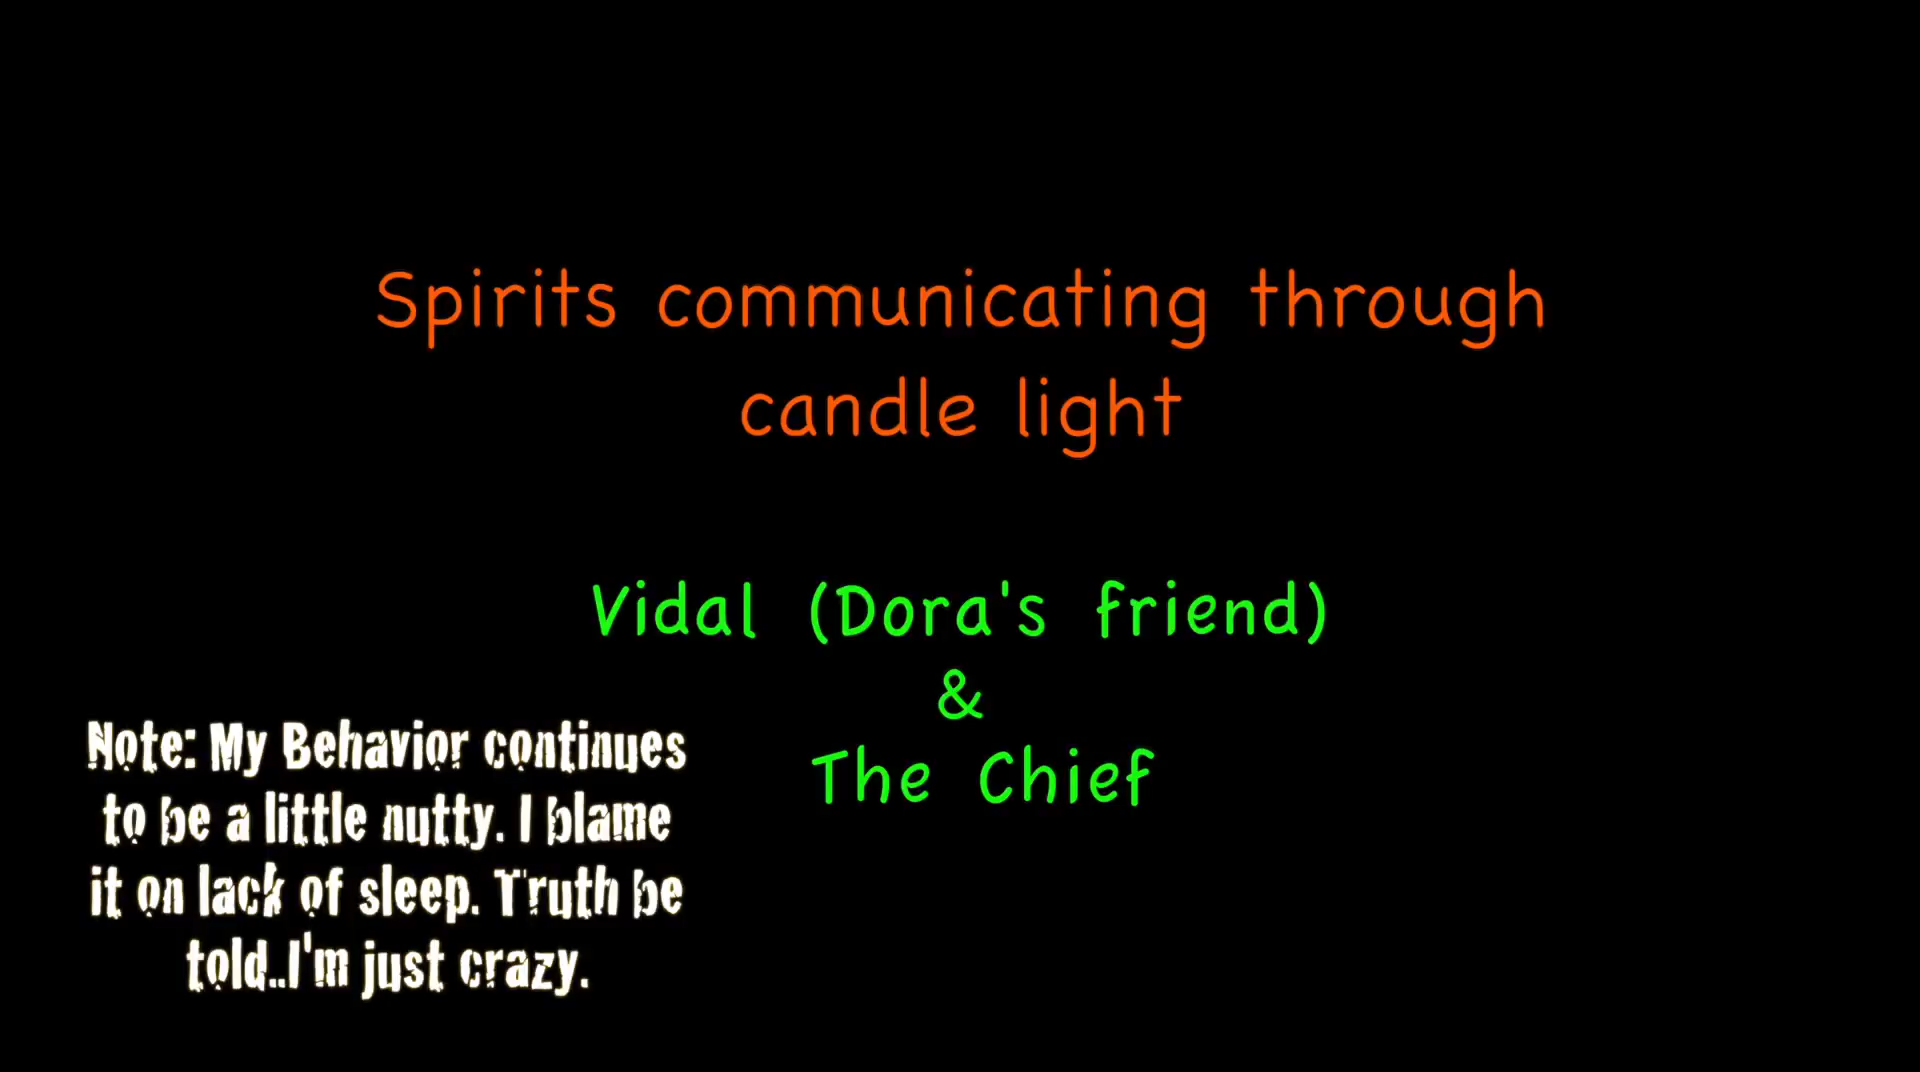 Spirits communicating through
candle light
Vidal (Dora's friend)
&
The Chief
Note: My Behavior continues
to be a little nutty. I blame
it on lack of sleep. Truth be
told..I'm just crazy.